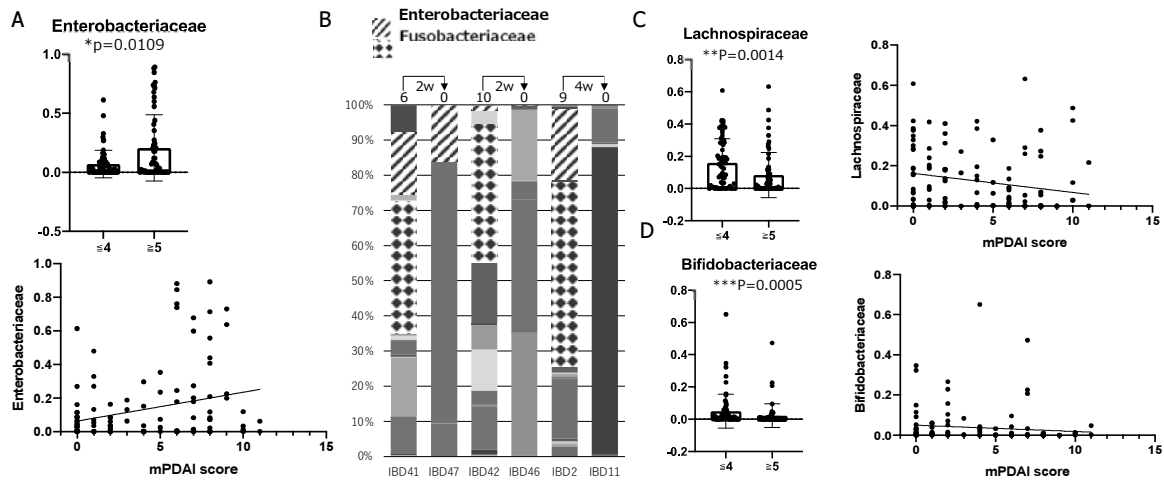 A
Enterobacteriaceae
*p=0.0109
1.0
0.5
0.0
-0.5
≦4
≧5
1.0
0.8
0.6
0.4
0.2
0.0
Enterobacteriaceae
0
5
10
15
mPDAI score
B
Enterobacteriaceae
Fusobacteriaceae
2w
2w
4w
6
0
10
0
9
0
100%
90%
80%
70%
60%
50%
40%
30%
20%
10%
0%
IBD41
IBD47
IBD42
IBD46
IBD2
IBD11
C
Lachnospiraceae
**P=0.0014
0.8
0.6
0.4
0.2
0.0
-0.2
≦4
≧5
0.8
0.6
0.4
0.2
0.0
Lachnospiraceae
0
5
10
15
mPDAI score
D
Bifidobacteriaceae
***P=0.0005
0.8
0.6
0.4
0.2
0.0
-0.2
≦4
≧5
0.8
0.6
0.4
0.2
0.0
Bifidobacteriaceae
0
5
10
15
mPDAI score